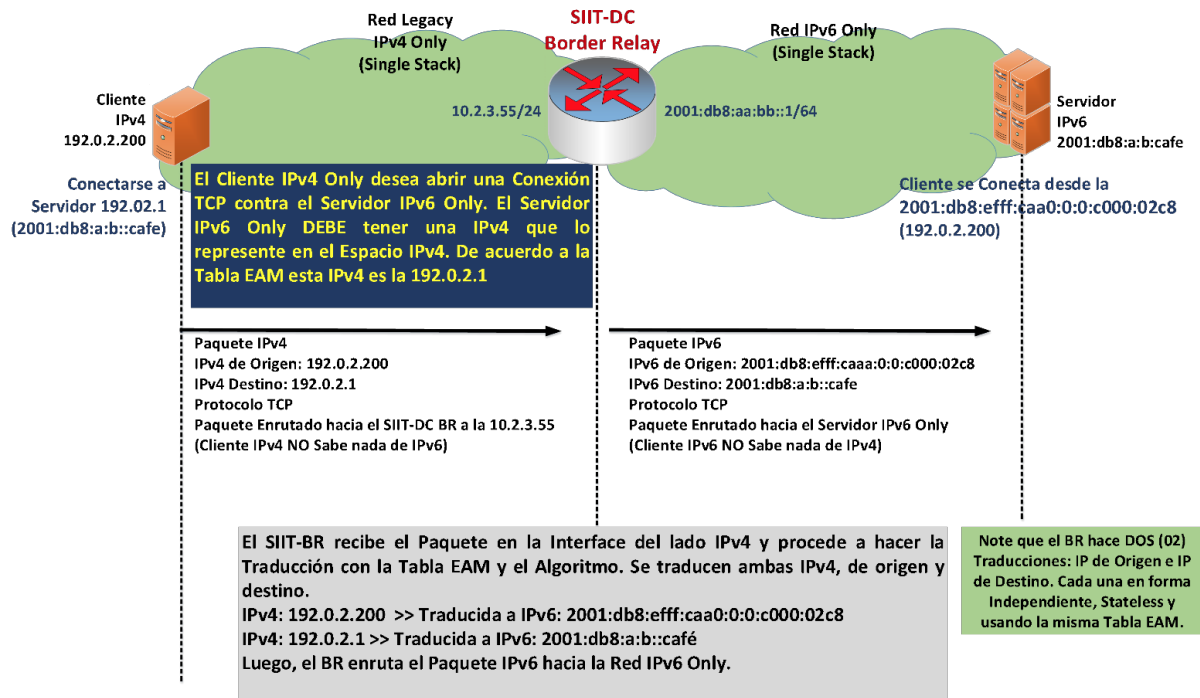 Red Legacy
IPv4 Only
(Single Stack)
SIIT-DC
Border Relay
Red IPv6 Only
(Single Stack)
Cliente
IPv4
192.0.2.200
10.2.3.55/24
2001:db8:aa:bb::1/64
Servidor
IPv6
2001:db8:a:b:cafe
Conectarse a
Servidor 192.02.1
(2001:db8:a:b::cafe)
El Cliente IPv4 Only desea abrir una Conexión
TCP contra el Servidor IPv6 Only. El Servidor
IPv6 Only DEBE tener una IPv4 que lo
represente en el Espacio IPv4. De acuerdo a la
Tabla EAM esta IPv4 es la 192.0.2.1
Cliente se Conecta desde la
2001:db8:efff:caa0:0:0:c000:02c8
(192.0.2.200)
Paquete IPv4
IPv4 de Origen: 192.0.2.200
IPv4 Destino: 192.0.2.1
Protocolo TCP
Paquete Enrutado hacia el SIIT-DC BR a la 10.2.3.55
(Cliente IPv4 NO Sabe nada de IPv6)
Paquete IPv6
IPv6 de Origen: 2001:db8:efff:caaa:0:0:c000:02c8
IPv6 Destino: 2001:db8:a:b::cafe
Protocolo TCP
Paquete Enrutado hacia el Servidor IPv6 Only
(Cliente IPv6 NO Sabe nada de IPv4)
El SIIT-BR recibe el Paquete en la Interface del lado IPv4 y procede a hacer la
Traducción con la Tabla EAM y el Algoritmo. Se traducen ambas IPv4, de origen y
destino.
IPv4: 192.0.2.200 >> Traducida a IPv6: 2001:db8:efff:caa0:0:0:c000:02c8
IPv4: 192.0.2.1 >> Traducida a IPv6: 2001:db8:a:b::café
Luego, el BR enruta el Paquete IPv6 hacia la Red IPv6 Only.
Note que el BR hace DOS (02)
Traducciones: IP de Origen e IP
de Destino. Cada una en forma
Independiente, Stateless y
usando la misma Tabla EAM.